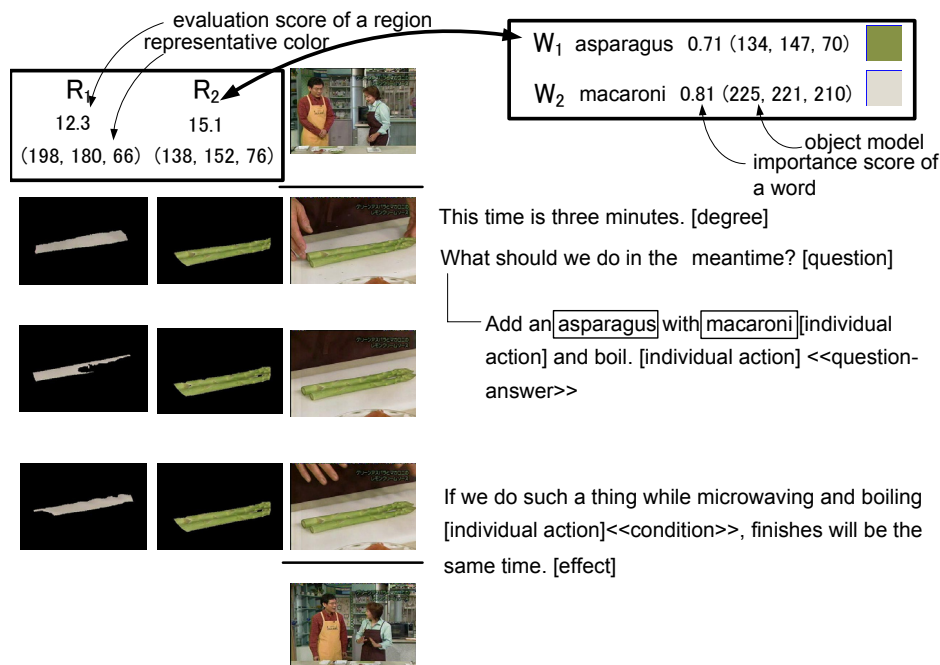 evaluation score of a region
representative color
R1 R2
12.3 15.1
(198, 180, 66) (138, 152, 76)
W1 asparagus 0.71 (134, 147, 70)
W2 macaroni 0.81 (225, 221, 210)
object model
importance score of
a word
This time is three minutes. [degree]
What should we do in the meantime? [question]
Add an asparagus with macaroni [individual
action] and boil. [individual action] <<question-
answer>>
If we do such a thing while microwaving and boiling
[individual action]<<condition>>, finishes will be the
same time. [effect]